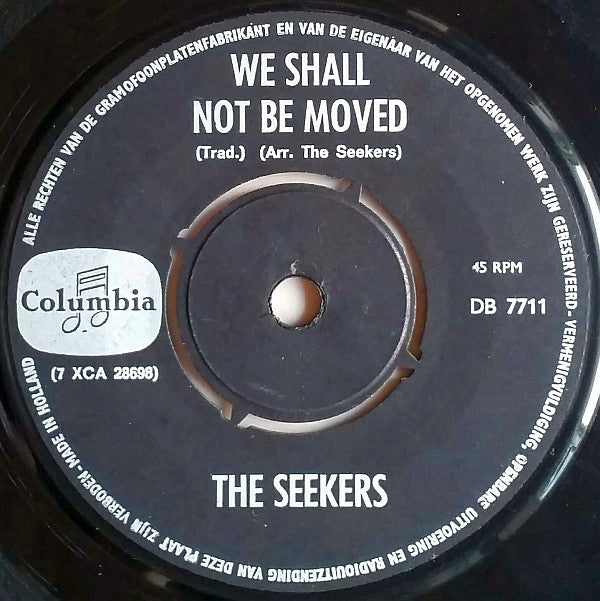 ALLE RECHTEN VAN DE GRAMOFOONPLATENFABRIKANT EN VAN DE EIGENAAR VAN HET OPGENOMEN WERK ZIJN GERESERVEERD-VERMENIGVULDIGING, OPENBARE UITVOERING EN RADIOUITZENDING VAN DEZE PLAAT ZIJN VERBODEN-MADE IN HOLLAND
WE SHALL
NOT BE MOVED
(Trad.) (Arr. The Seekers)
45 RPM
Columbia
DB 7711
(7 XCA 28698)
THE SEEKERS